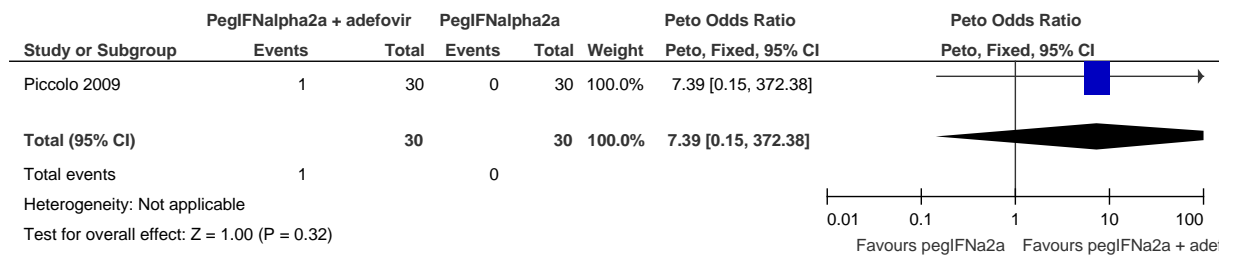 PegIFNalpha2a + adefovir PegIFNalpha2a Peto Odds Ratio Peto Odds Ratio
Study or Subgroup Events Total Events Total Weight Peto, Fixed, 95% CI Peto, Fixed, 95% CI
Piccolo 2009 1 30 0 30 100.0% 7.39 [0.15, 372.38]
Total (95% CI) 30 30 100.0% 7.39 [0.15, 372.38]
Total events 1 0
Heterogeneity: Not applicable
Test for overall effect: Z = 1.00 (P = 0.32)
0.01 0.1 1 10 100
Favours pegIFNa2a Favours pegIFNa2a + ade